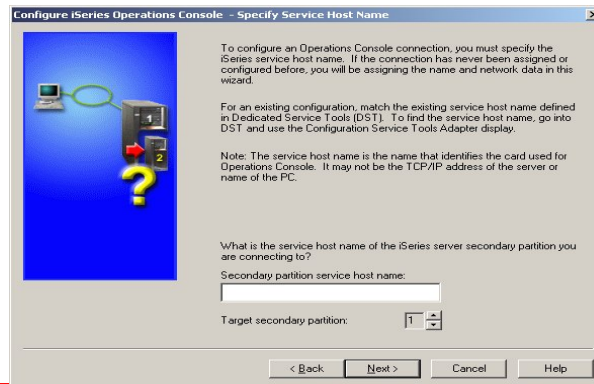 Configure iSeries Operations Console - Specify Service Host Name
To configure an Operations Console connection, you must specify the
iSeries service host name. If the connection has never been assigned or
configured before, you will be assigning the name and network data in this
wizard.
For an existing configuration, match the existing service host name defined
in Dedicated Service Tools (DST). To find the service host name, go into
DST and use the Configuration Service Tools Adapter display.
Note: The service host name is the name that identifies the card used for
Operations Console. It may not be the TCP/IP address of the server or
name of the PC.
1
2
What is the service host name of the iSeries server secondary partition you
are connecting to?
Secondary partition service host name:
Target secondary partition: 1
< Back Next > Cancel Help